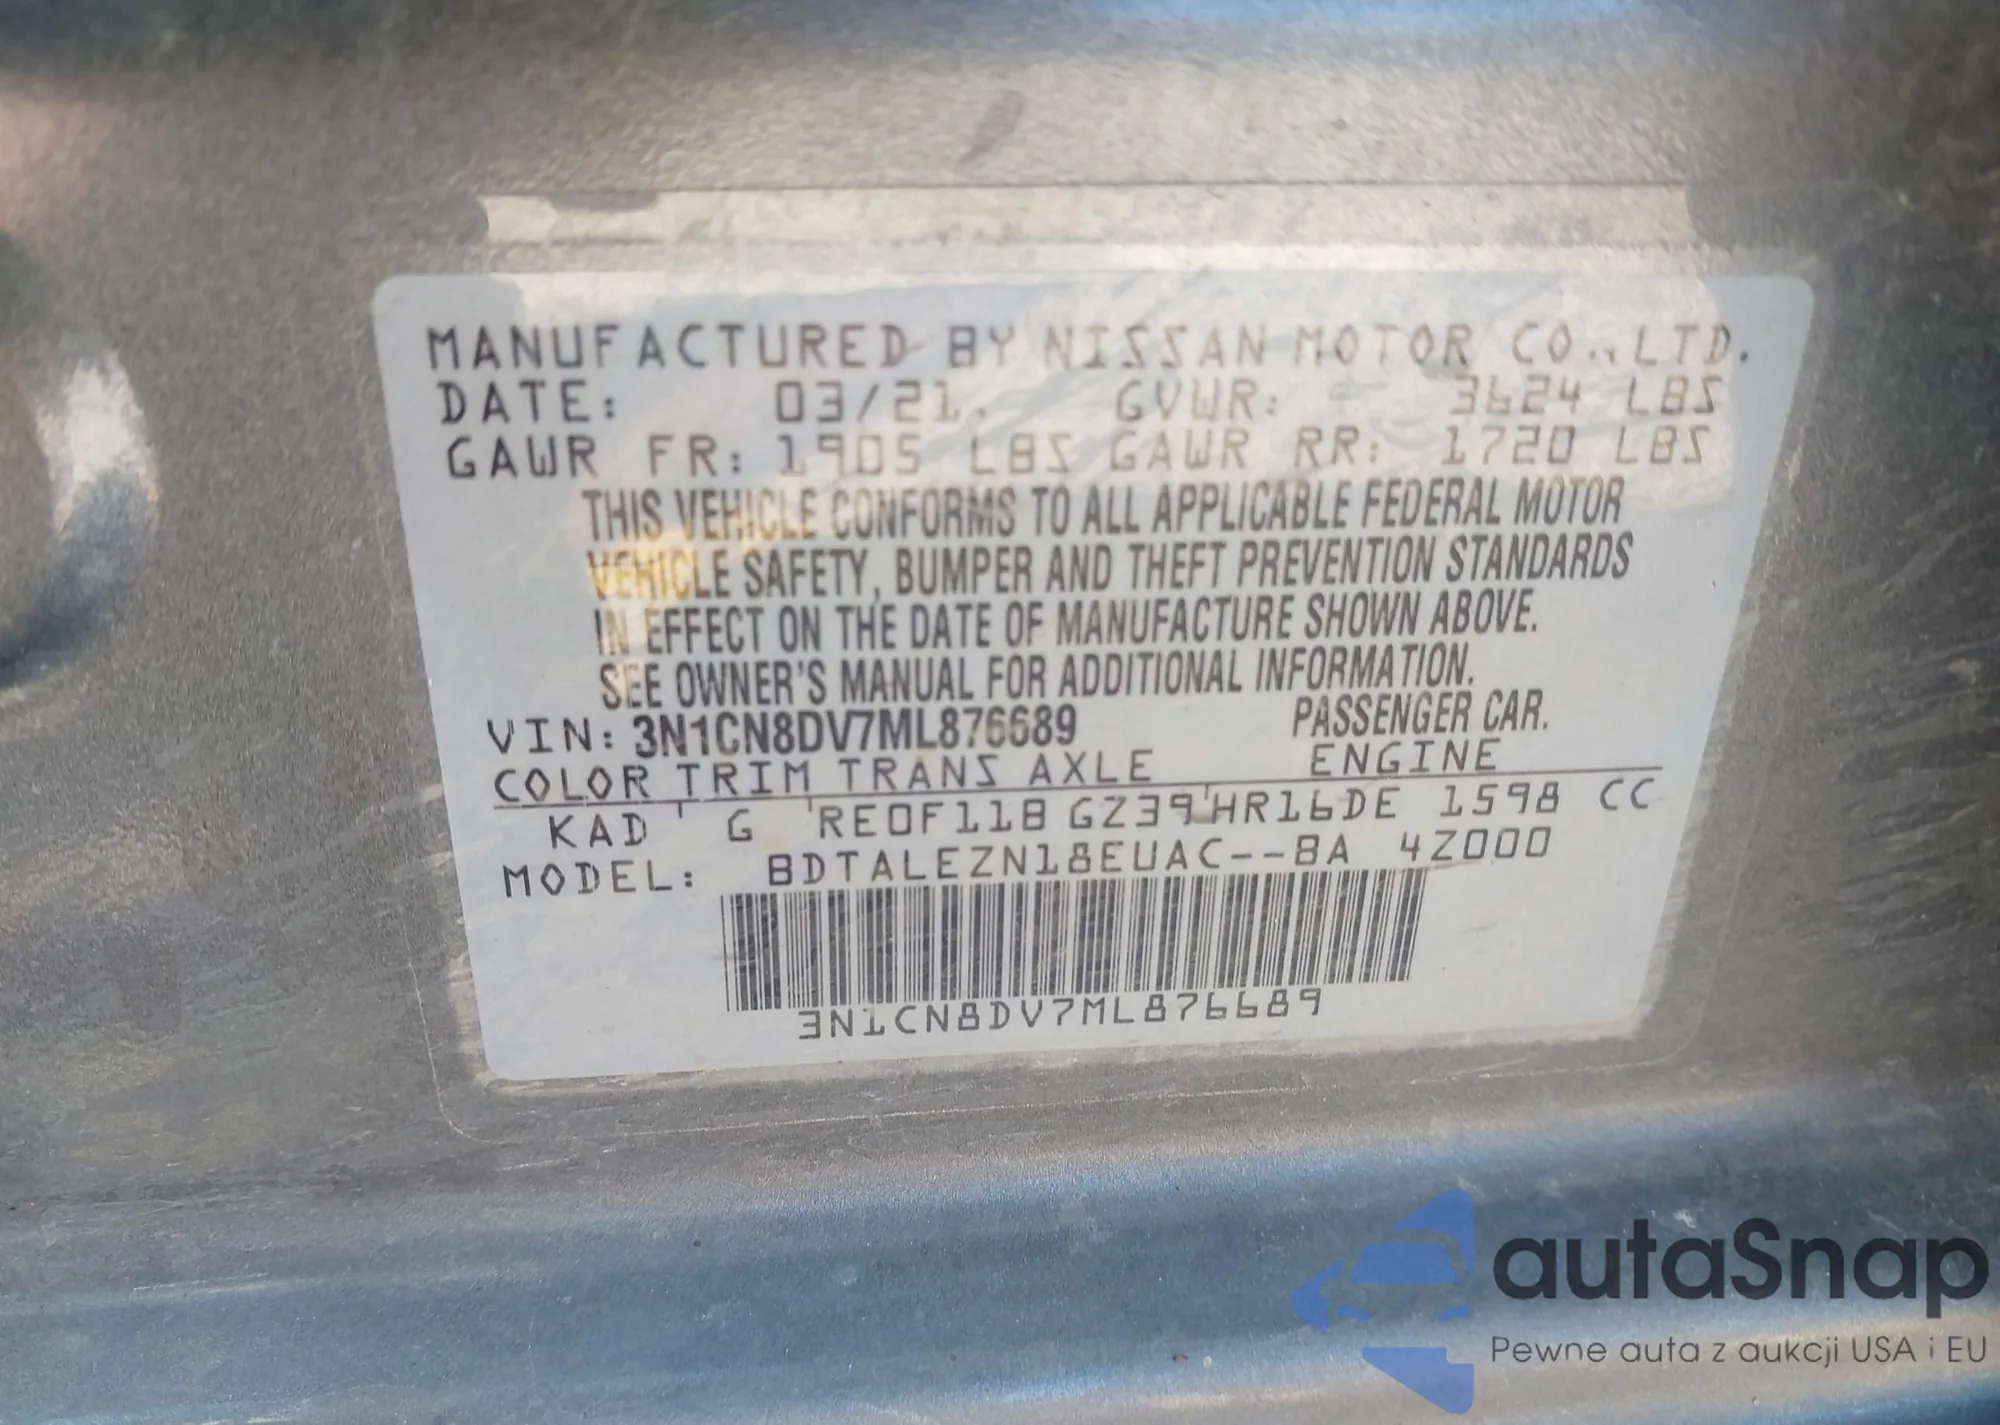 MANUFACTURED BY NISSAN MOTOR CO., LTD.
DATE: 03/21. GVWR: 3624 LBS
GAWR FR: 1905 LBS GAWR RR: 1720 LBS
THIS VEHICLE CONFORMS TO ALL APPLICABLE FEDERAL MOTOR
VEHICLE SAFETY, BUMPER AND THEFT PREVENTION STANDARDS
IN EFFECT ON THE DATE OF MANUFACTURE SHOWN ABOVE.
SEE OWNER'S MANUAL FOR ADDITIONAL INFORMATION.
VIN: 3N1CN8DV7ML876689 PASSENGER CAR.
COLOR TRIM TRANS AXLE ENGINE
KAD G RE0F11B GZ39 HR16DE 1598 CC
MODEL: BDTALEZN18EUAC--BA 4Z000
3N1CN8DV7ML876689
autaSnap
Pewne auta z aukcji USA i EU